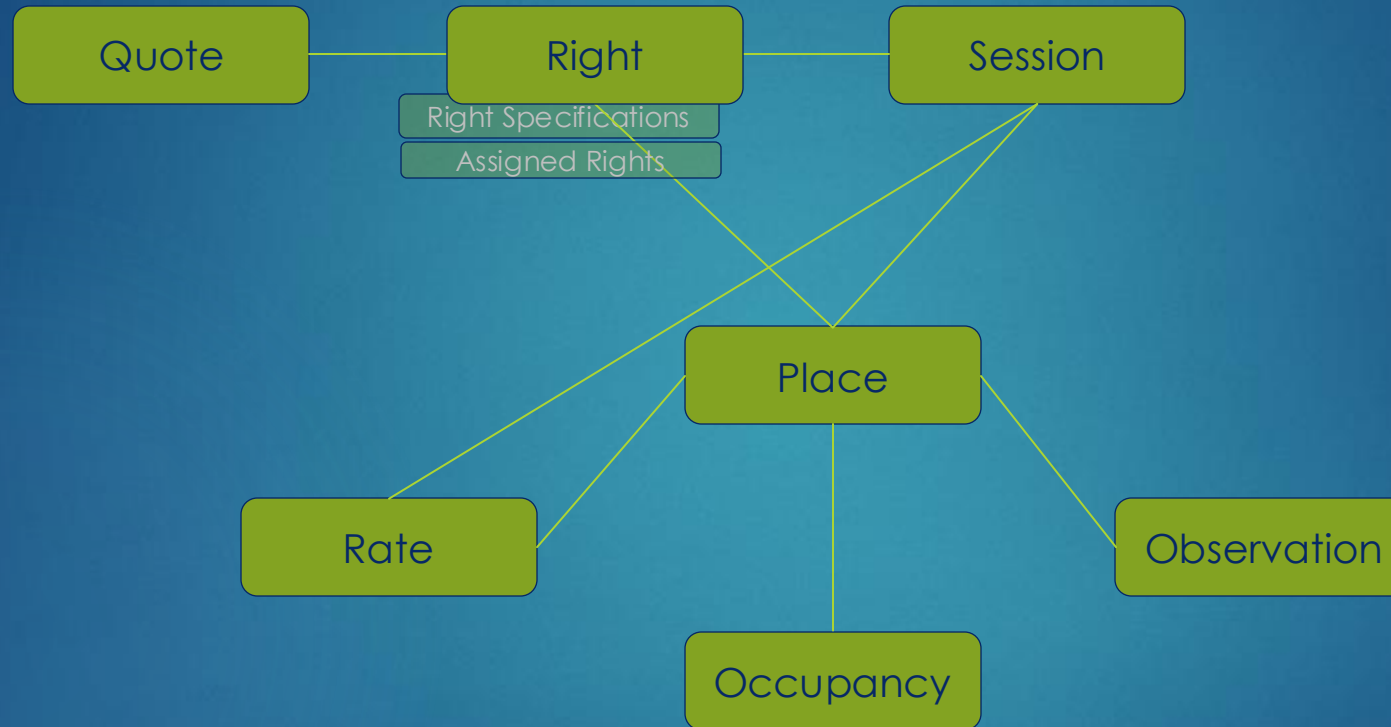 Quote
Right
Session
Right Specifications
Assigned Rights
Place
Rate
Observation
Occupancy